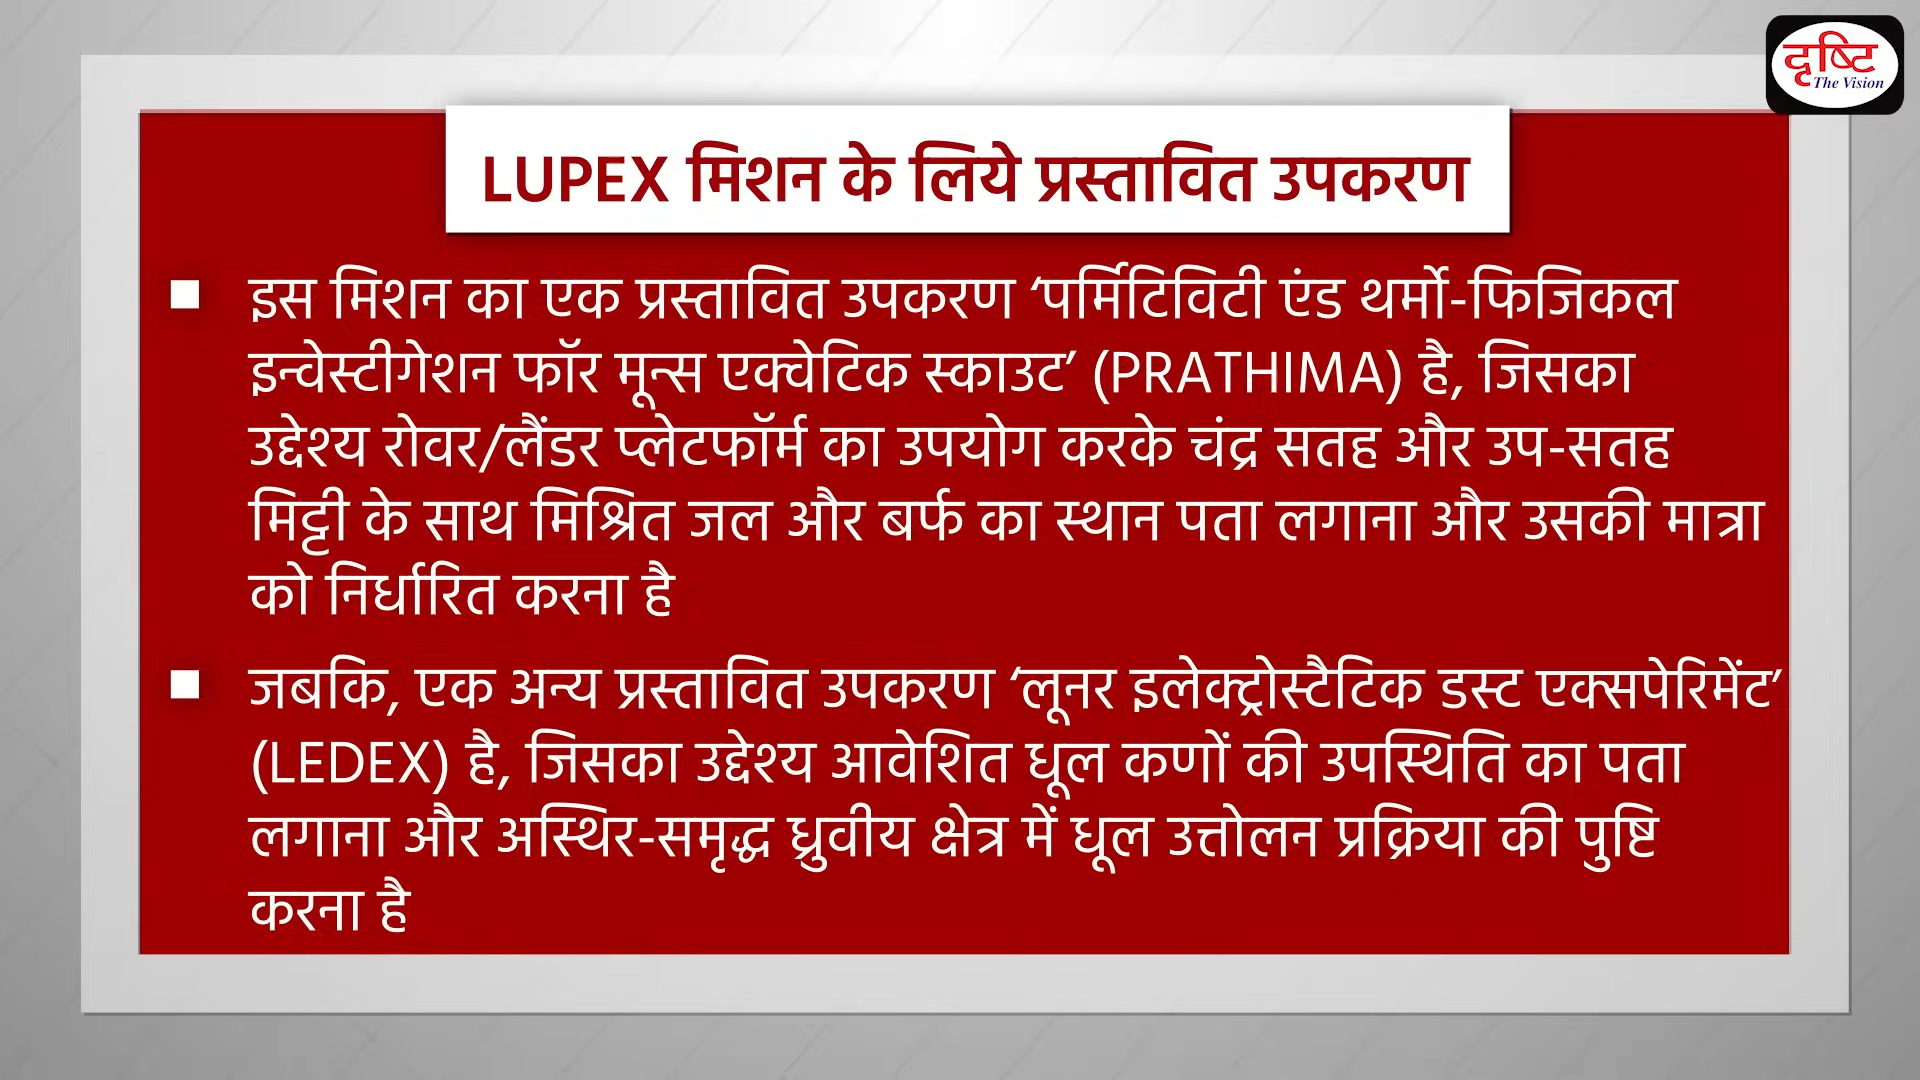 दृष्टि
The Vision
LUPEX मिशन के लिये प्रस्तावित उपकरण
इस मिशन का एक प्रस्तावित उपकरण ‘पर्मिटिविटी एंड थर्मो-फिजिकल
इन्वेस्टीगेशन फॉर मून्स एक्वेटिक स्काउट’ (PRATHIMA) है, जिसका
उद्देश्य रोवर/लैंडर प्लेटफॉर्म का उपयोग करके चंद्र सतह और उप-सतह
मिट्टी के साथ मिश्रित जल और बर्फ का स्थान पता लगाना और उसकी मात्रा
को निर्धारित करना है
जबकि, एक अन्य प्रस्तावित उपकरण ‘लूनर इलेक्ट्रोस्टैटिक डस्ट एक्सपेरिमेंट’
(LEDEX) है, जिसका उद्देश्य आवेशित धूल कणों की उपस्थिति का पता
लगाना और अस्थिर-समृद्ध ध्रुवीय क्षेत्र में धूल उत्तोलन प्रक्रिया की पुष्टि
करना है